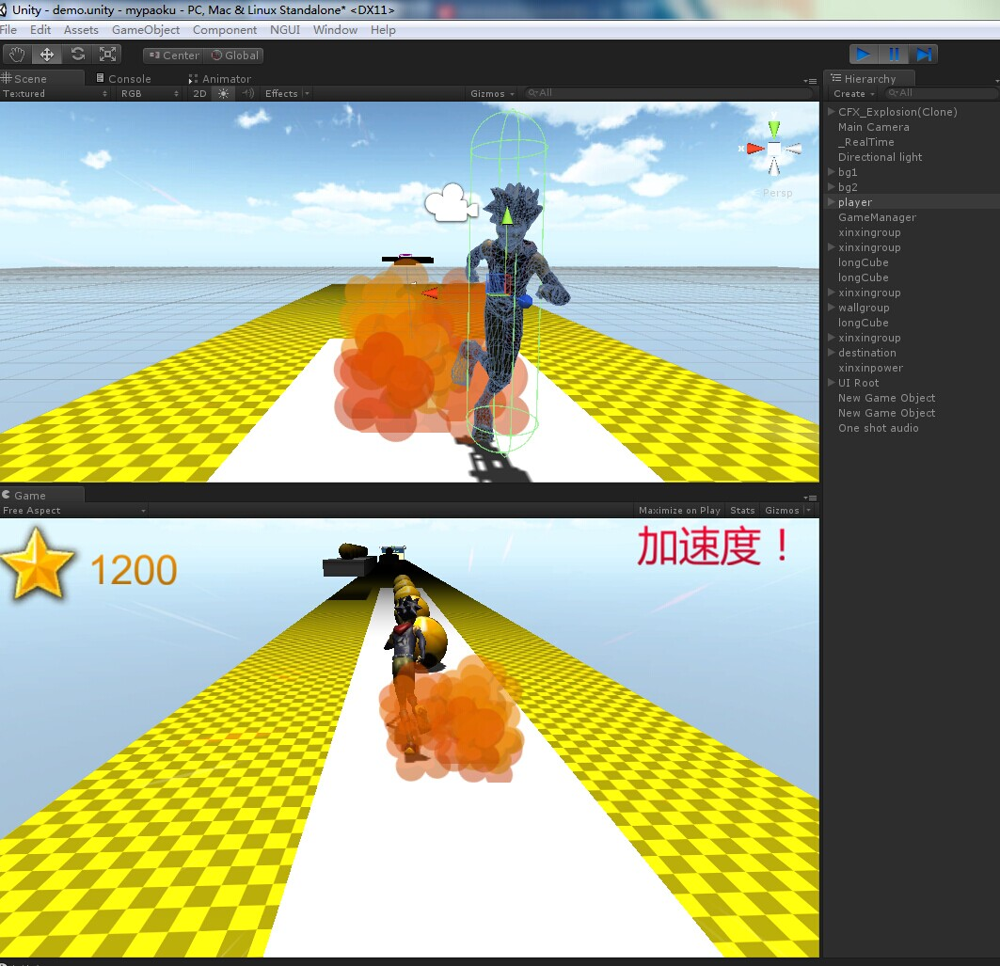 Unity - demo.unity - mypaoku - PC, Mac & Linux Standalone* <DX11>
File Edit Assets GameObject Component NGUI Window Help
Center Global
Scene Console Animator
Textured RGB 2D Effects Gizmos All
Persp
Hierarchy
Create All
CFX_Explosion(Clone)
Main Camera
_RealTime
Directional light
bg1
bg2
player
GameManager
xinxingroup
xinxingroup
longCube
longCube
xinxingroup
wallgroup
longCube
xinxingroup
destination
xinxinpower
UI Root
New Game Object
New Game Object
One shot audio
Game
Free Aspect Maximize on Play Stats Gizmos
1200
加速度！